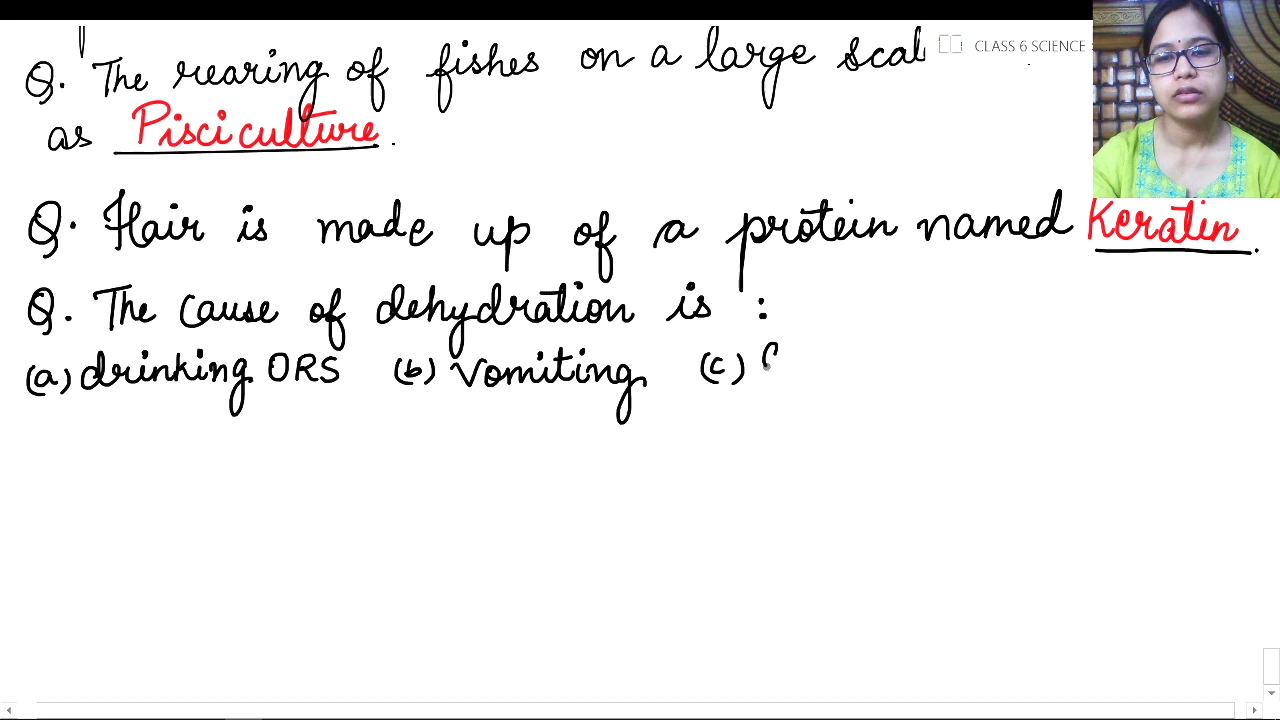 Q. The rearing of fishes on a large scal
CLASS 6 SCIENCE
as Pisciculture.
Q. Hair is made up of a protein named Keratin.
Q. The cause of dehydration is :
(a) drinking ORS (b) Vomiting (c)